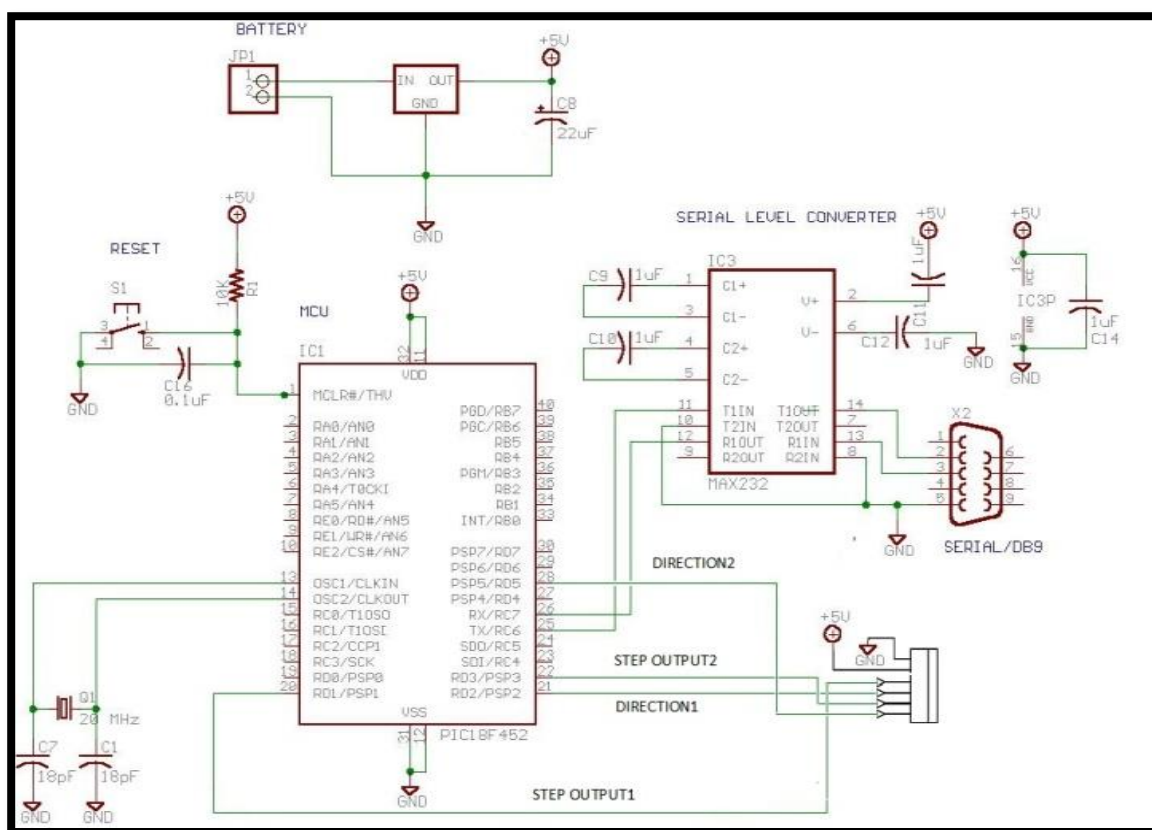 BATTERY
JP1
1
2
IN OUT
GND
+5V
C8
22uF
GND
RESET
+5V
10K
R1
S1
3
4
1
2
C16
0.1uF
GND
MCU
IC1
+5V
32
11
VDD
1 MCLR#/THV
2 RA0/AN0
3 RA1/AN1
4 RA2/AN2
5 RA3/AN3
6 RA4/T0CKI
7 RA5/AN4
8 RE0/RD#/AN5
9 RE1/WR#/AN6
10 RE2/CS#/AN7
13 OSC1/CLKIN
14 OSC2/CLKOUT
15 RC0/T1OSO
16 RC1/T1OSI
17 RC2/CCP1
18 RC3/SCK
19 RD0/PSP0
20 RD1/PSP1
PGD/RB7 40
PGC/RB6 39
RB5 38
RB4 37
PGM/RB3 36
RB2 35
RB1 34
INT/RB0 33
PSP7/RD7 30
PSP6/RD6 29
PSP5/RD5 28
PSP4/RD4 27
RX/RC7 26
TX/RC6 25
SDO/RC5 24
SDI/RC4 23
RD3/PSP3 22
RD2/PSP2 21
VSS
31
12
PIC18F452
GND
Q1
20 MHz
C7
18pF
GND
C1
18pF
GND
SERIAL LEVEL CONVERTER
IC3
C9
1uF
C10
1uF
1 C1+
3 C1-
4 C2+
5 C2-
11 T1IN
10 T2IN
12 R1OUT
9 R2OUT
V+ 2
V- 6
T1OUT 14
T2OUT 7
R1IN 13
R2IN 8
MAX232
+5V
1uF
C11
C12
1uF
GND
+5V
16
VCC
IC3P
GND
15
1uF
C14
GND
X2
1
2
3
4
5
6
7
8
9
GND
SERIAL/DB9
DIRECTION2
STEP OUTPUT2
DIRECTION1
STEP OUTPUT1
+5V
GND